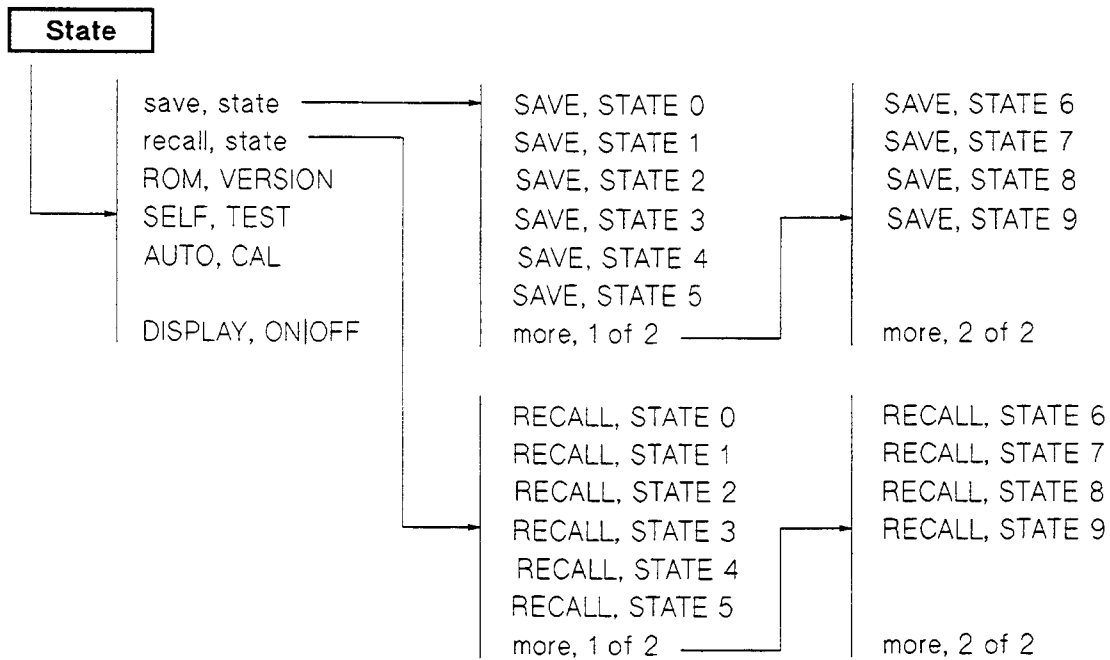 State
save, state
recall, state
ROM, VERSION
SELF, TEST
AUTO, CAL
DISPLAY, ON|OFF
SAVE, STATE 0
SAVE, STATE 1
SAVE, STATE 2
SAVE, STATE 3
SAVE, STATE 4
SAVE, STATE 5
more, 1 of 2
SAVE, STATE 6
SAVE, STATE 7
SAVE, STATE 8
SAVE, STATE 9
more, 2 of 2
RECALL, STATE 0
RECALL, STATE 1
RECALL, STATE 2
RECALL, STATE 3
RECALL, STATE 4
RECALL, STATE 5
more, 1 of 2
RECALL, STATE 6
RECALL, STATE 7
RECALL, STATE 8
RECALL, STATE 9
more, 2 of 2